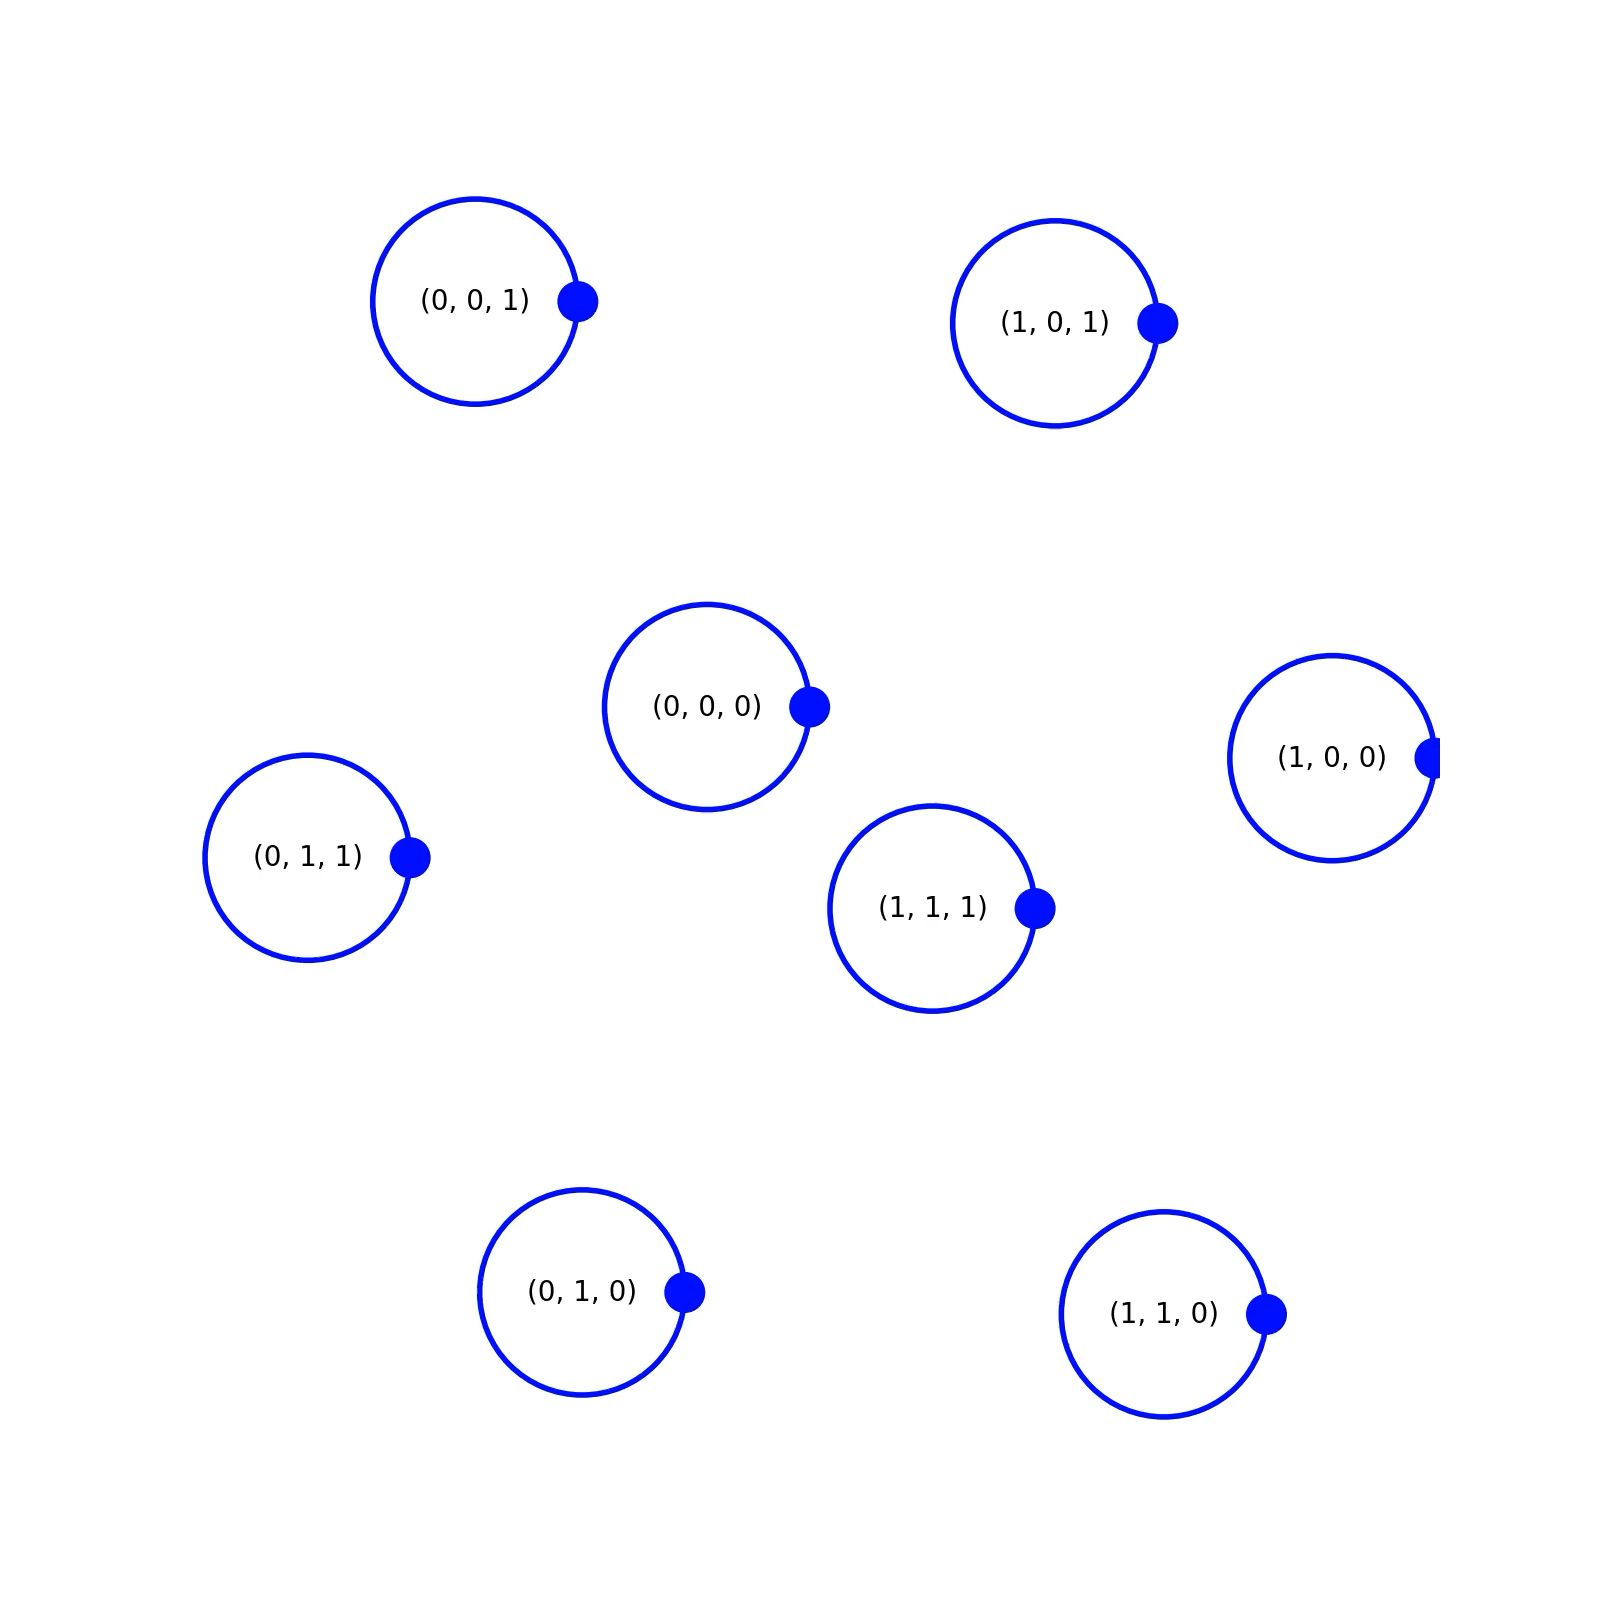 (0, 0, 1)
(1, 0, 1)
(0, 0, 0)
(1, 0, 0)
(0, 1, 1)
(1, 1, 1)
(0, 1, 0)
(1, 1, 0)